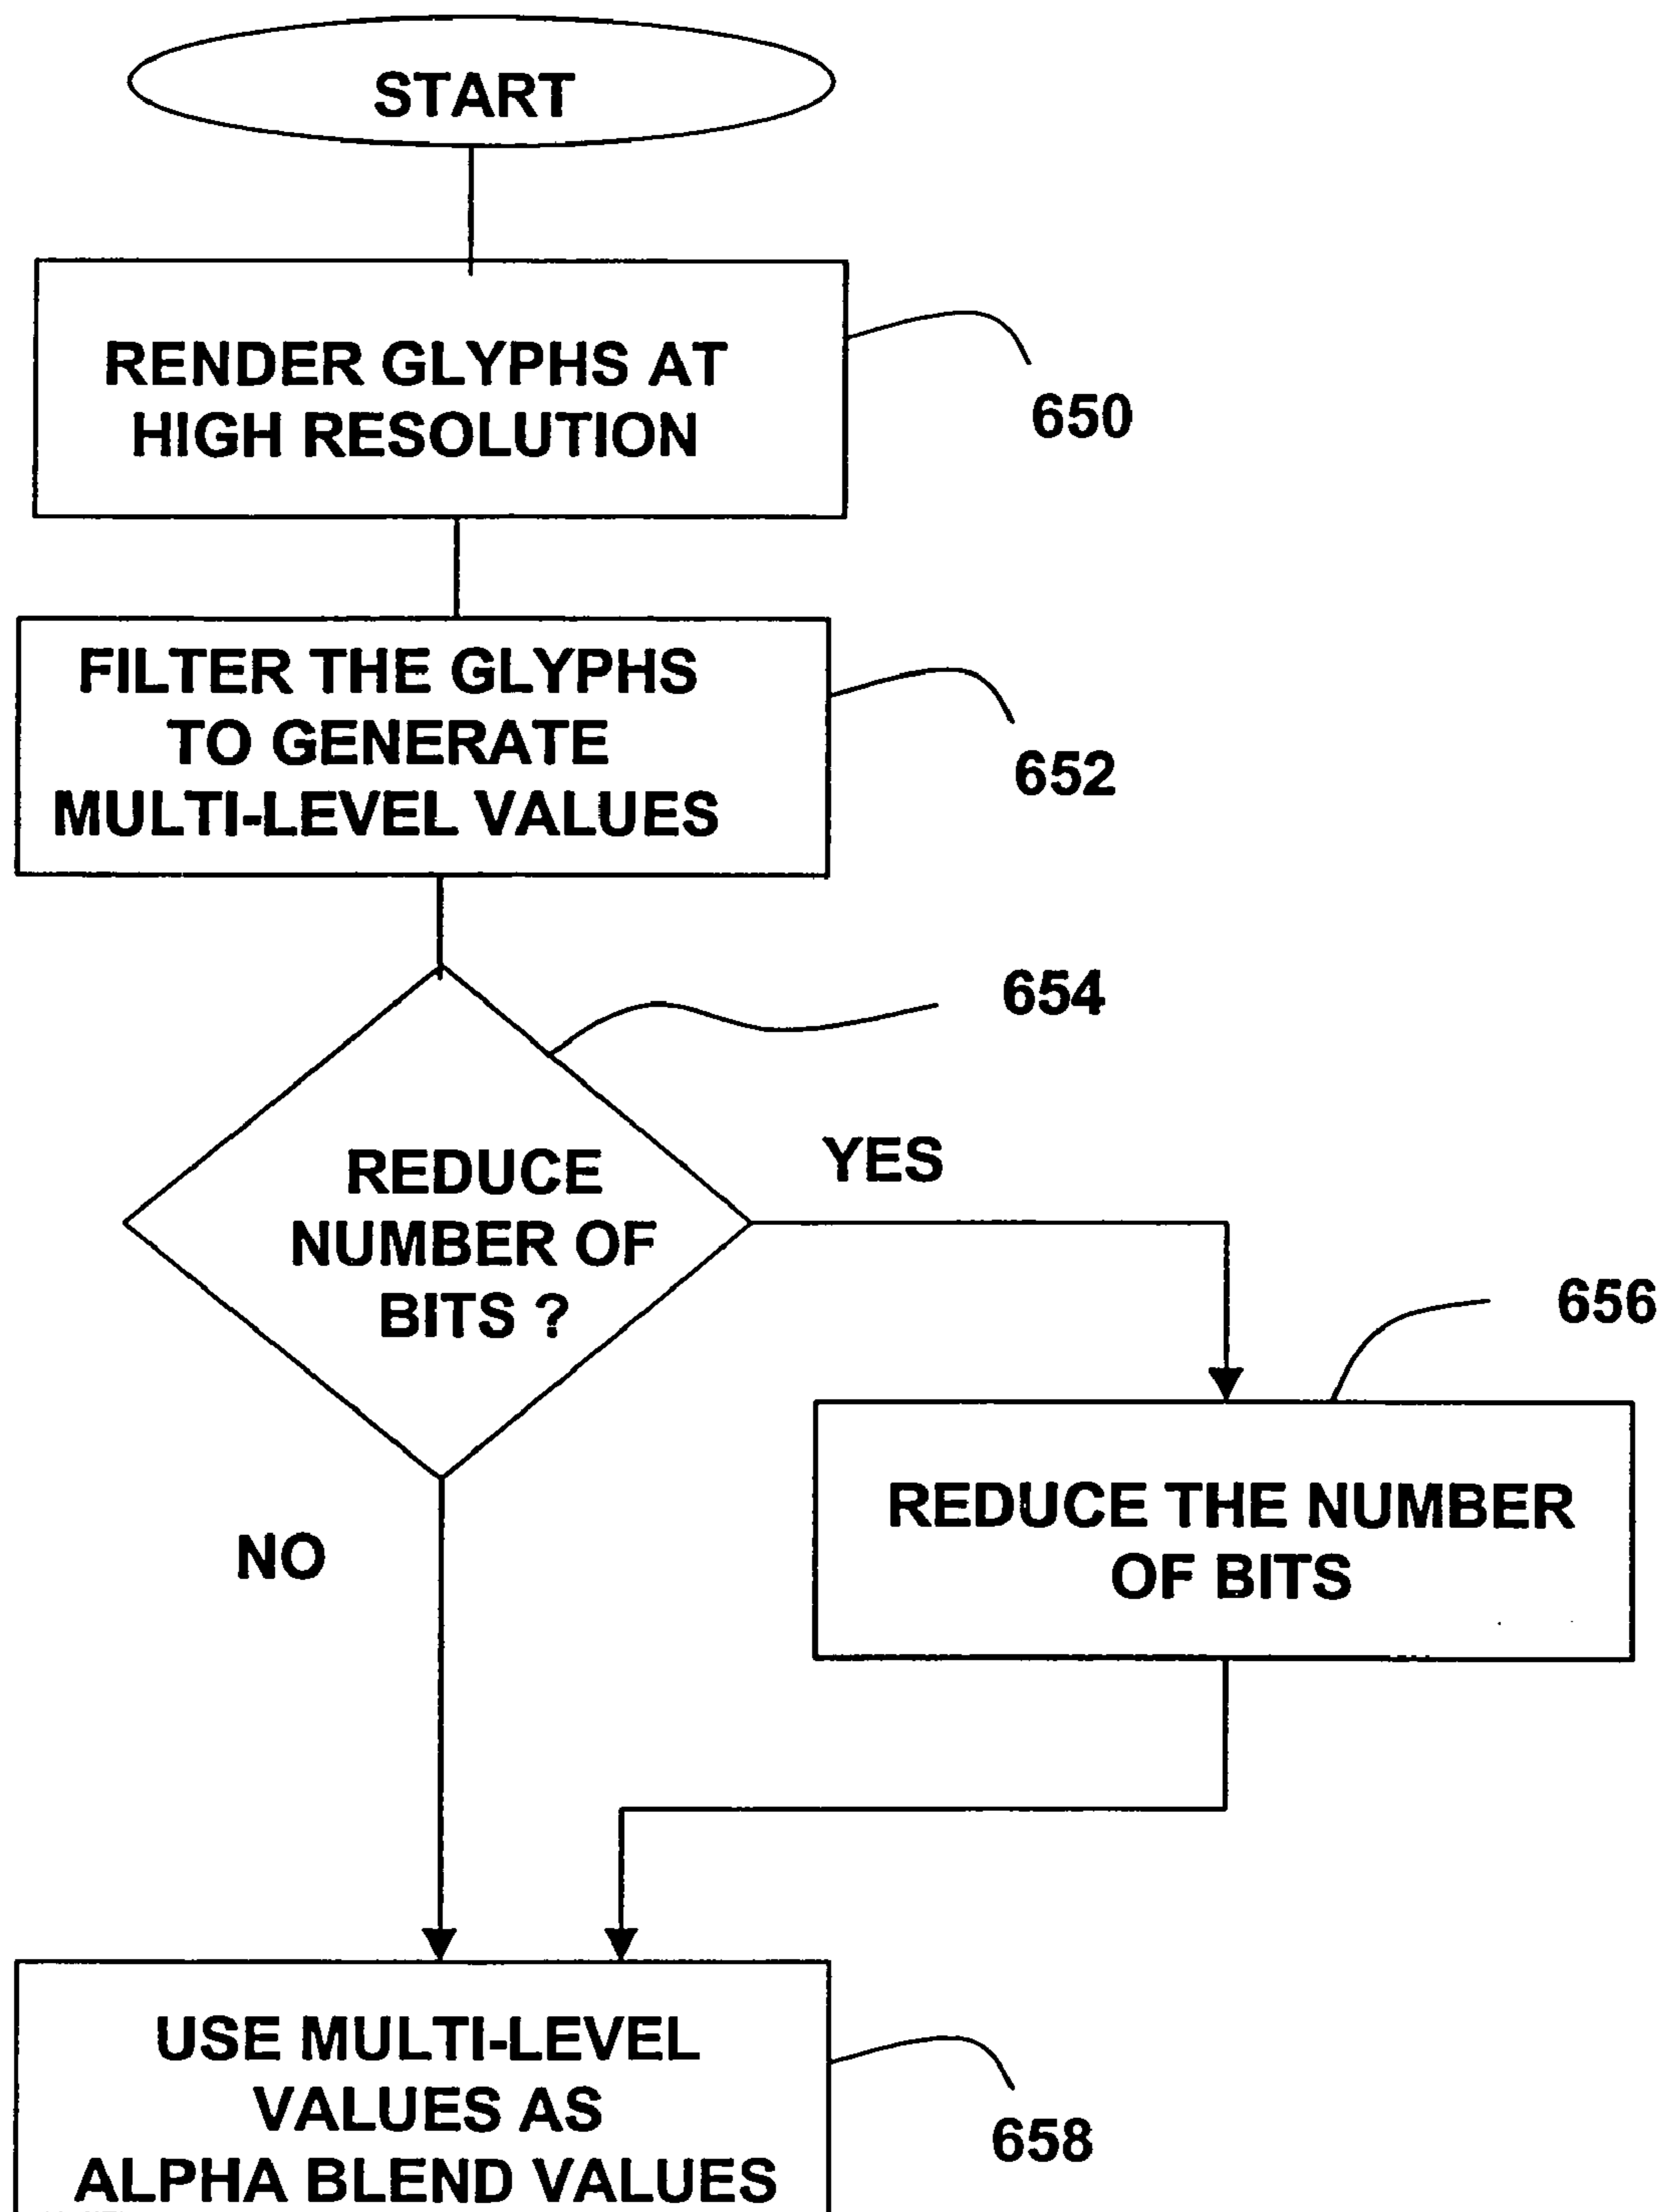 START
RENDER GLYPHS AT
HIGH RESOLUTION
650
FILTER THE GLYPHS
TO GENERATE
MULTI-LEVEL VALUES
652
654
REDUCE
NUMBER OF
BITS ?
YES
656
REDUCE THE NUMBER
OF BITS
NO
USE MULTI-LEVEL
VALUES AS
ALPHA BLEND VALUES
658